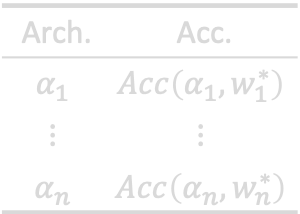 Arch. Acc.
α₁ Acc(α₁, w₁*)
⋮ ⋮
αₙ Acc(αₙ, wₙ*)